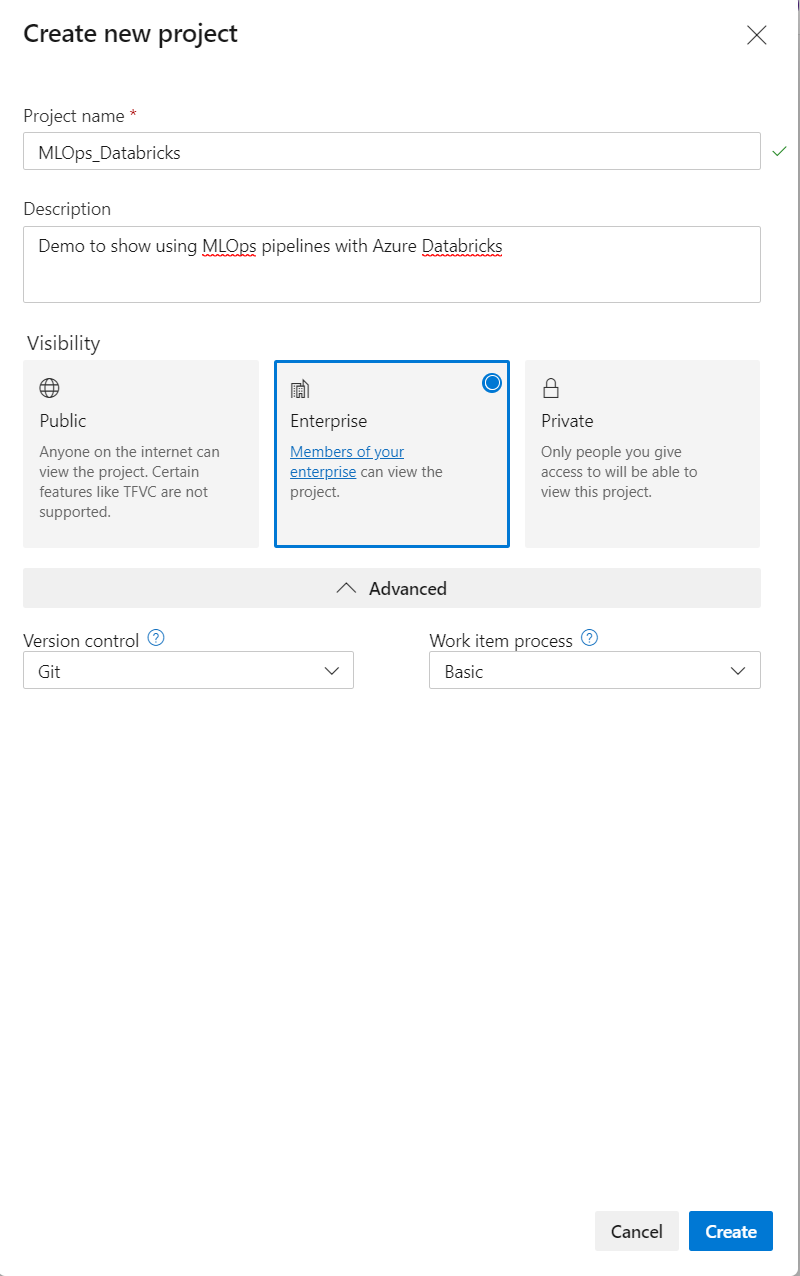 Create new project
Project name *
MLOps_Databricks
Description
Demo to show using MLOps pipelines with Azure Databricks
Visibility
Public
Anyone on the internet can
view the project. Certain
features like TFVC are not
supported.
Enterprise
Members of your
enterprise can view the
project.
Private
Only people you give
access to will be able to
view this project.
Advanced
Version control ?
Git
Work item process ?
Basic
Cancel
Create